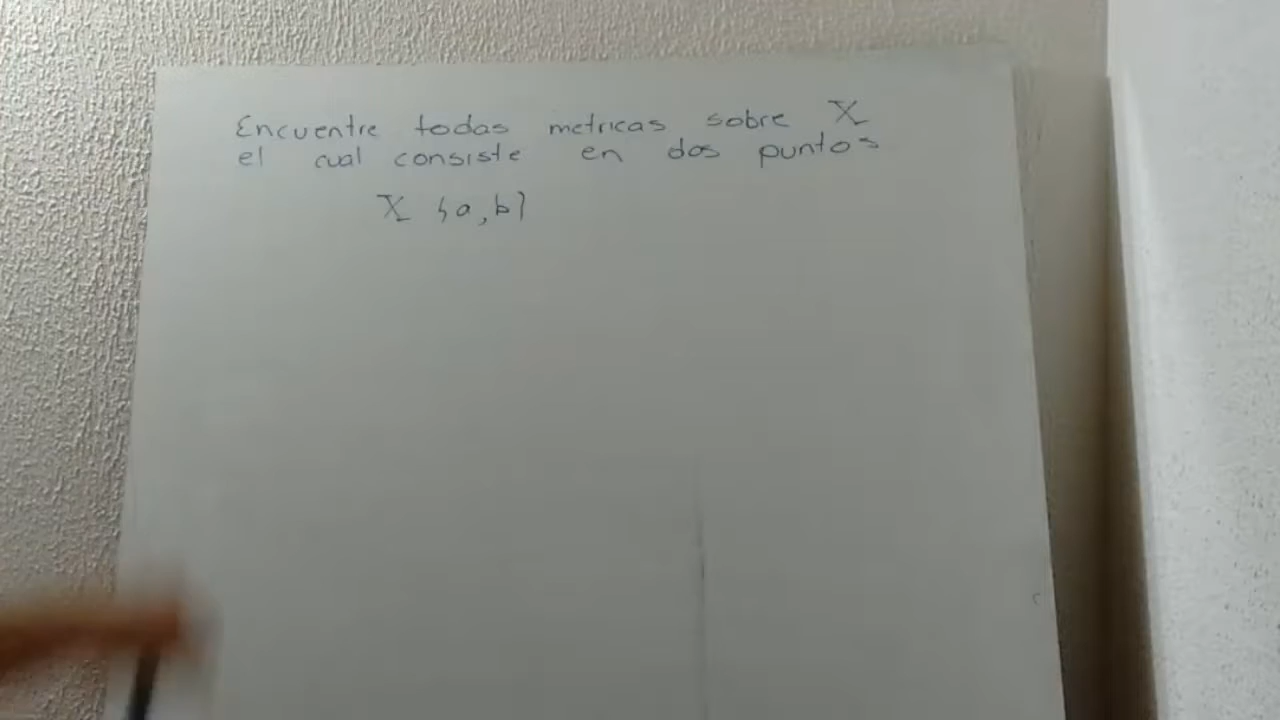 Encuentre todas metricas sobre X
el cual consiste en dos puntos
X {a,b}